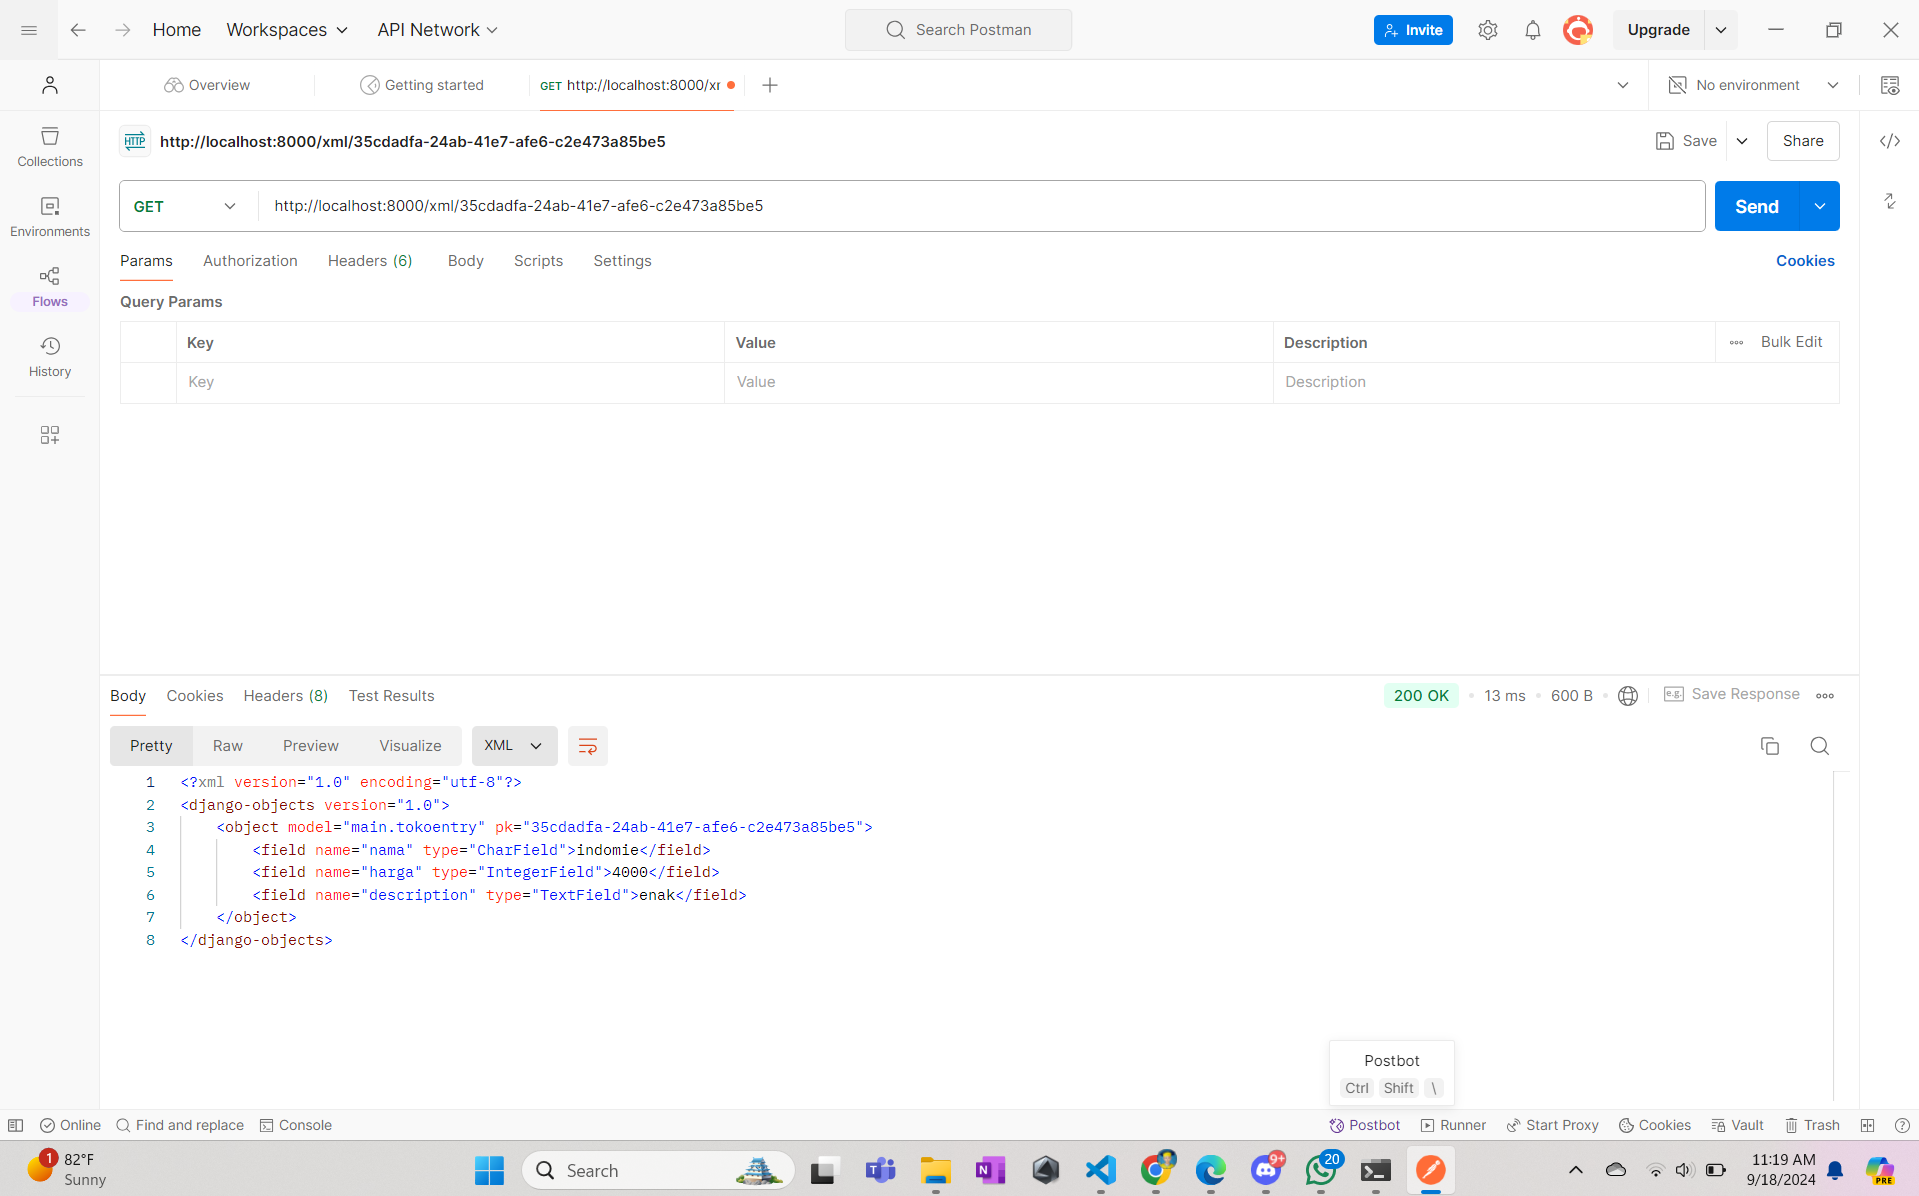 Home Workspaces API Network Search Postman Invite Upgrade
Overview Getting started GET http://localhost:8000/xr No environment
HTTP http://localhost:8000/xml/35cdadfa-24ab-41e7-afe6-c2e473a85be5 Save Share
Collections
Environments
Flows
History
GET http://localhost:8000/xml/35cdadfa-24ab-41e7-afe6-c2e473a85be5 Send
Params Authorization Headers (6) Body Scripts Settings Cookies
Query Params
Key Value Description Bulk Edit
Key Value Description
Body Cookies Headers (8) Test Results 200 OK 13 ms 600 B e.g. Save Response
Pretty Raw Preview Visualize XML
1 <?xml version="1.0" encoding="utf-8"?>
2 <django-objects version="1.0">
3 <object model="main.tokoentry" pk="35cdadfa-24ab-41e7-afe6-c2e473a85be5">
4 <field name="nama" type="CharField">indomie</field>
5 <field name="harga" type="IntegerField">4000</field>
6 <field name="description" type="TextField">enak</field>
7 </object>
8 </django-objects>
Postbot
Ctrl Shift \
Online Find and replace Console Postbot Runner Start Proxy Cookies Vault Trash
1 82°F
Sunny
Search
9+
20
11:19 AM
9/18/2024
PRE